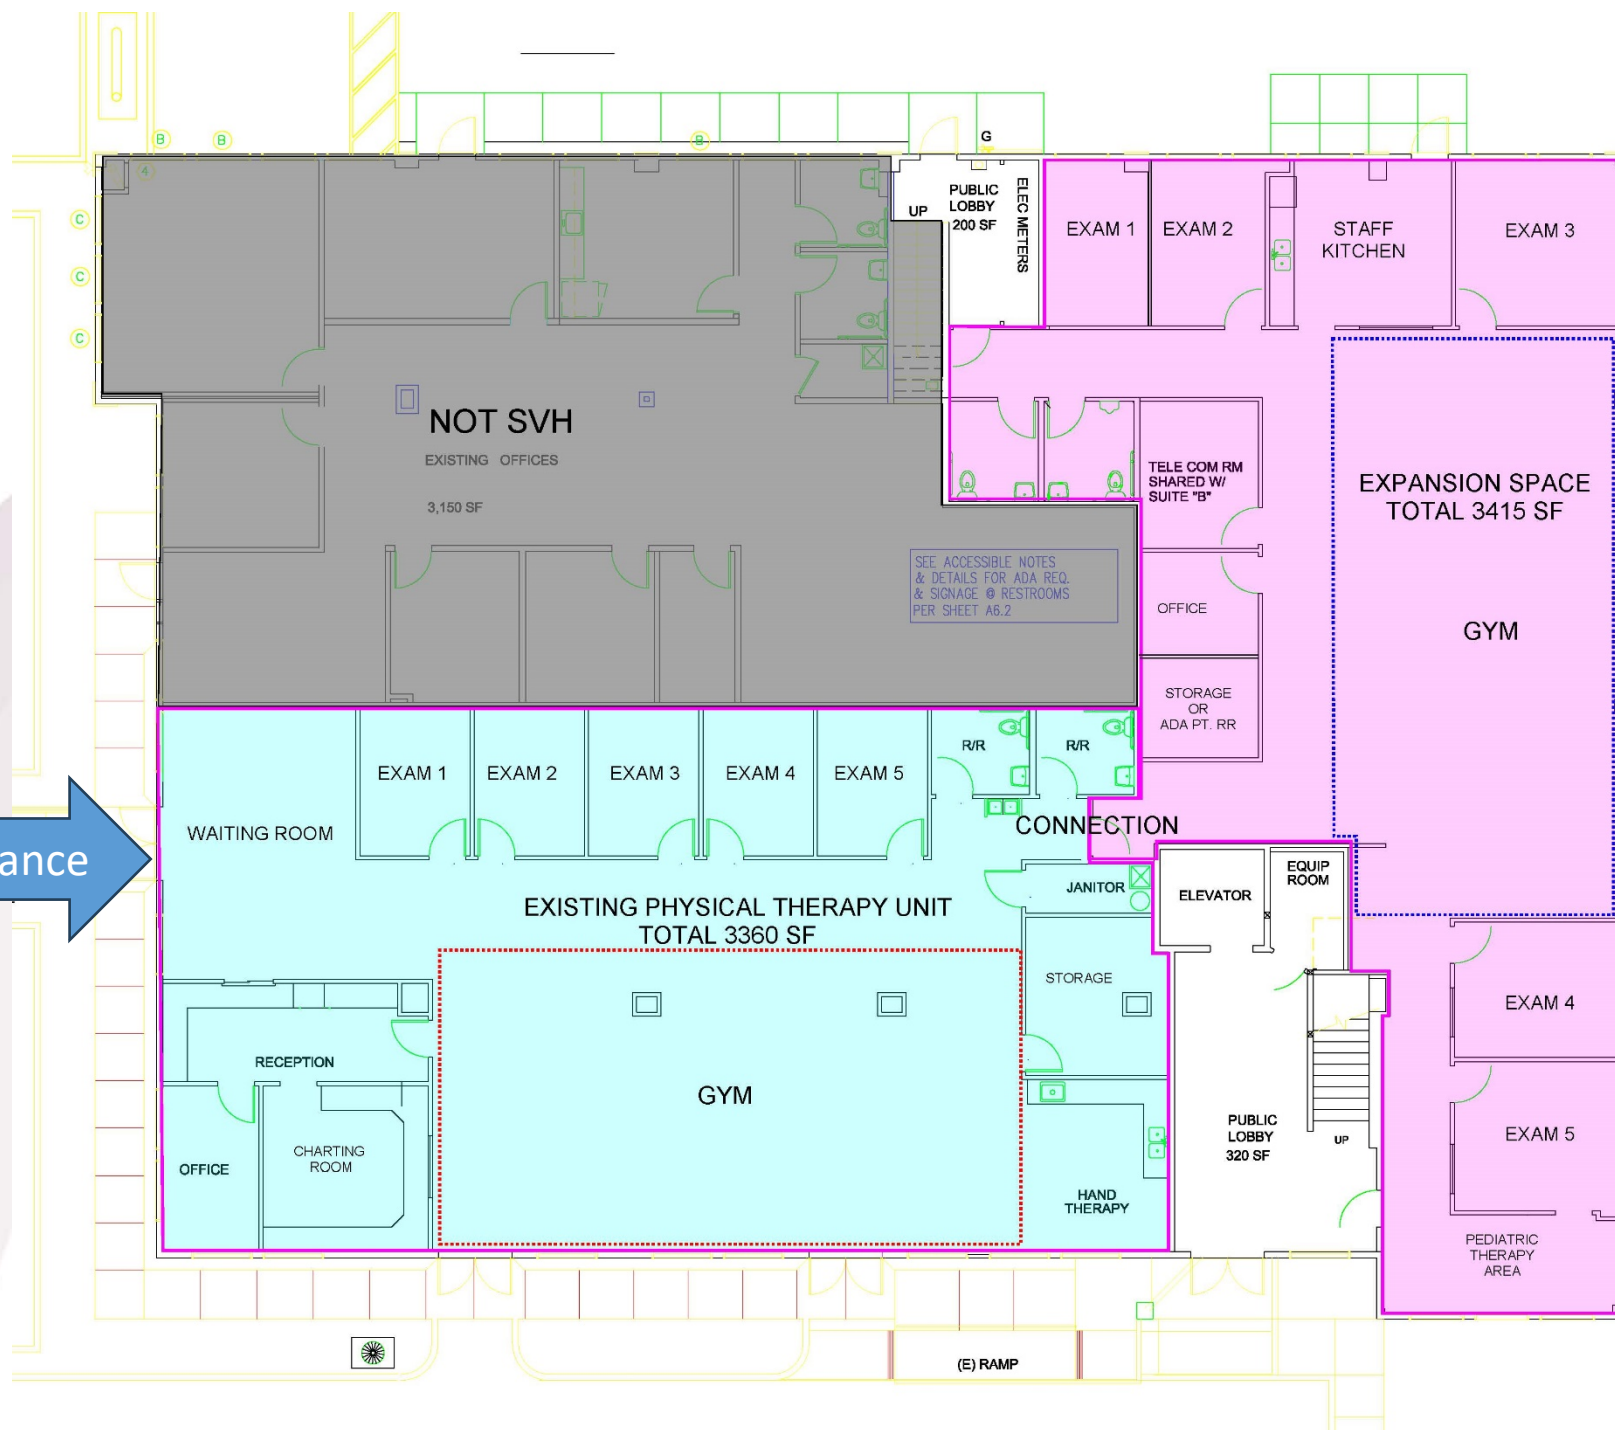 B
B
B
G
4
C
C
C
PUBLIC
LOBBY
200 SF
UP
ELEC METERS
EXAM 1
EXAM 2
STAFF
KITCHEN
EXAM 3
NOT SVH
EXISTING OFFICES
3,150 SF
TELE COM RM
SHARED W/
SUITE "B"
EXPANSION SPACE
TOTAL 3415 SF
SEE ACCESSIBLE NOTES
& DETAILS FOR ADA REQ.
& SIGNAGE @ RESTROOMS
PER SHEET A6.2
OFFICE
GYM
STORAGE
OR
ADA PT. RR
EXAM 1
EXAM 2
EXAM 3
EXAM 4
EXAM 5
R/R
R/R
WAITING ROOM
CONNECTION
ance
JANITOR
ELEVATOR
EQUIP
ROOM
EXISTING PHYSICAL THERAPY UNIT
TOTAL 3360 SF
STORAGE
EXAM 4
RECEPTION
GYM
CHARTING
ROOM
OFFICE
HAND
THERAPY
PUBLIC
LOBBY
320 SF
UP
EXAM 5
PEDIATRIC
THERAPY
AREA
(E) RAMP